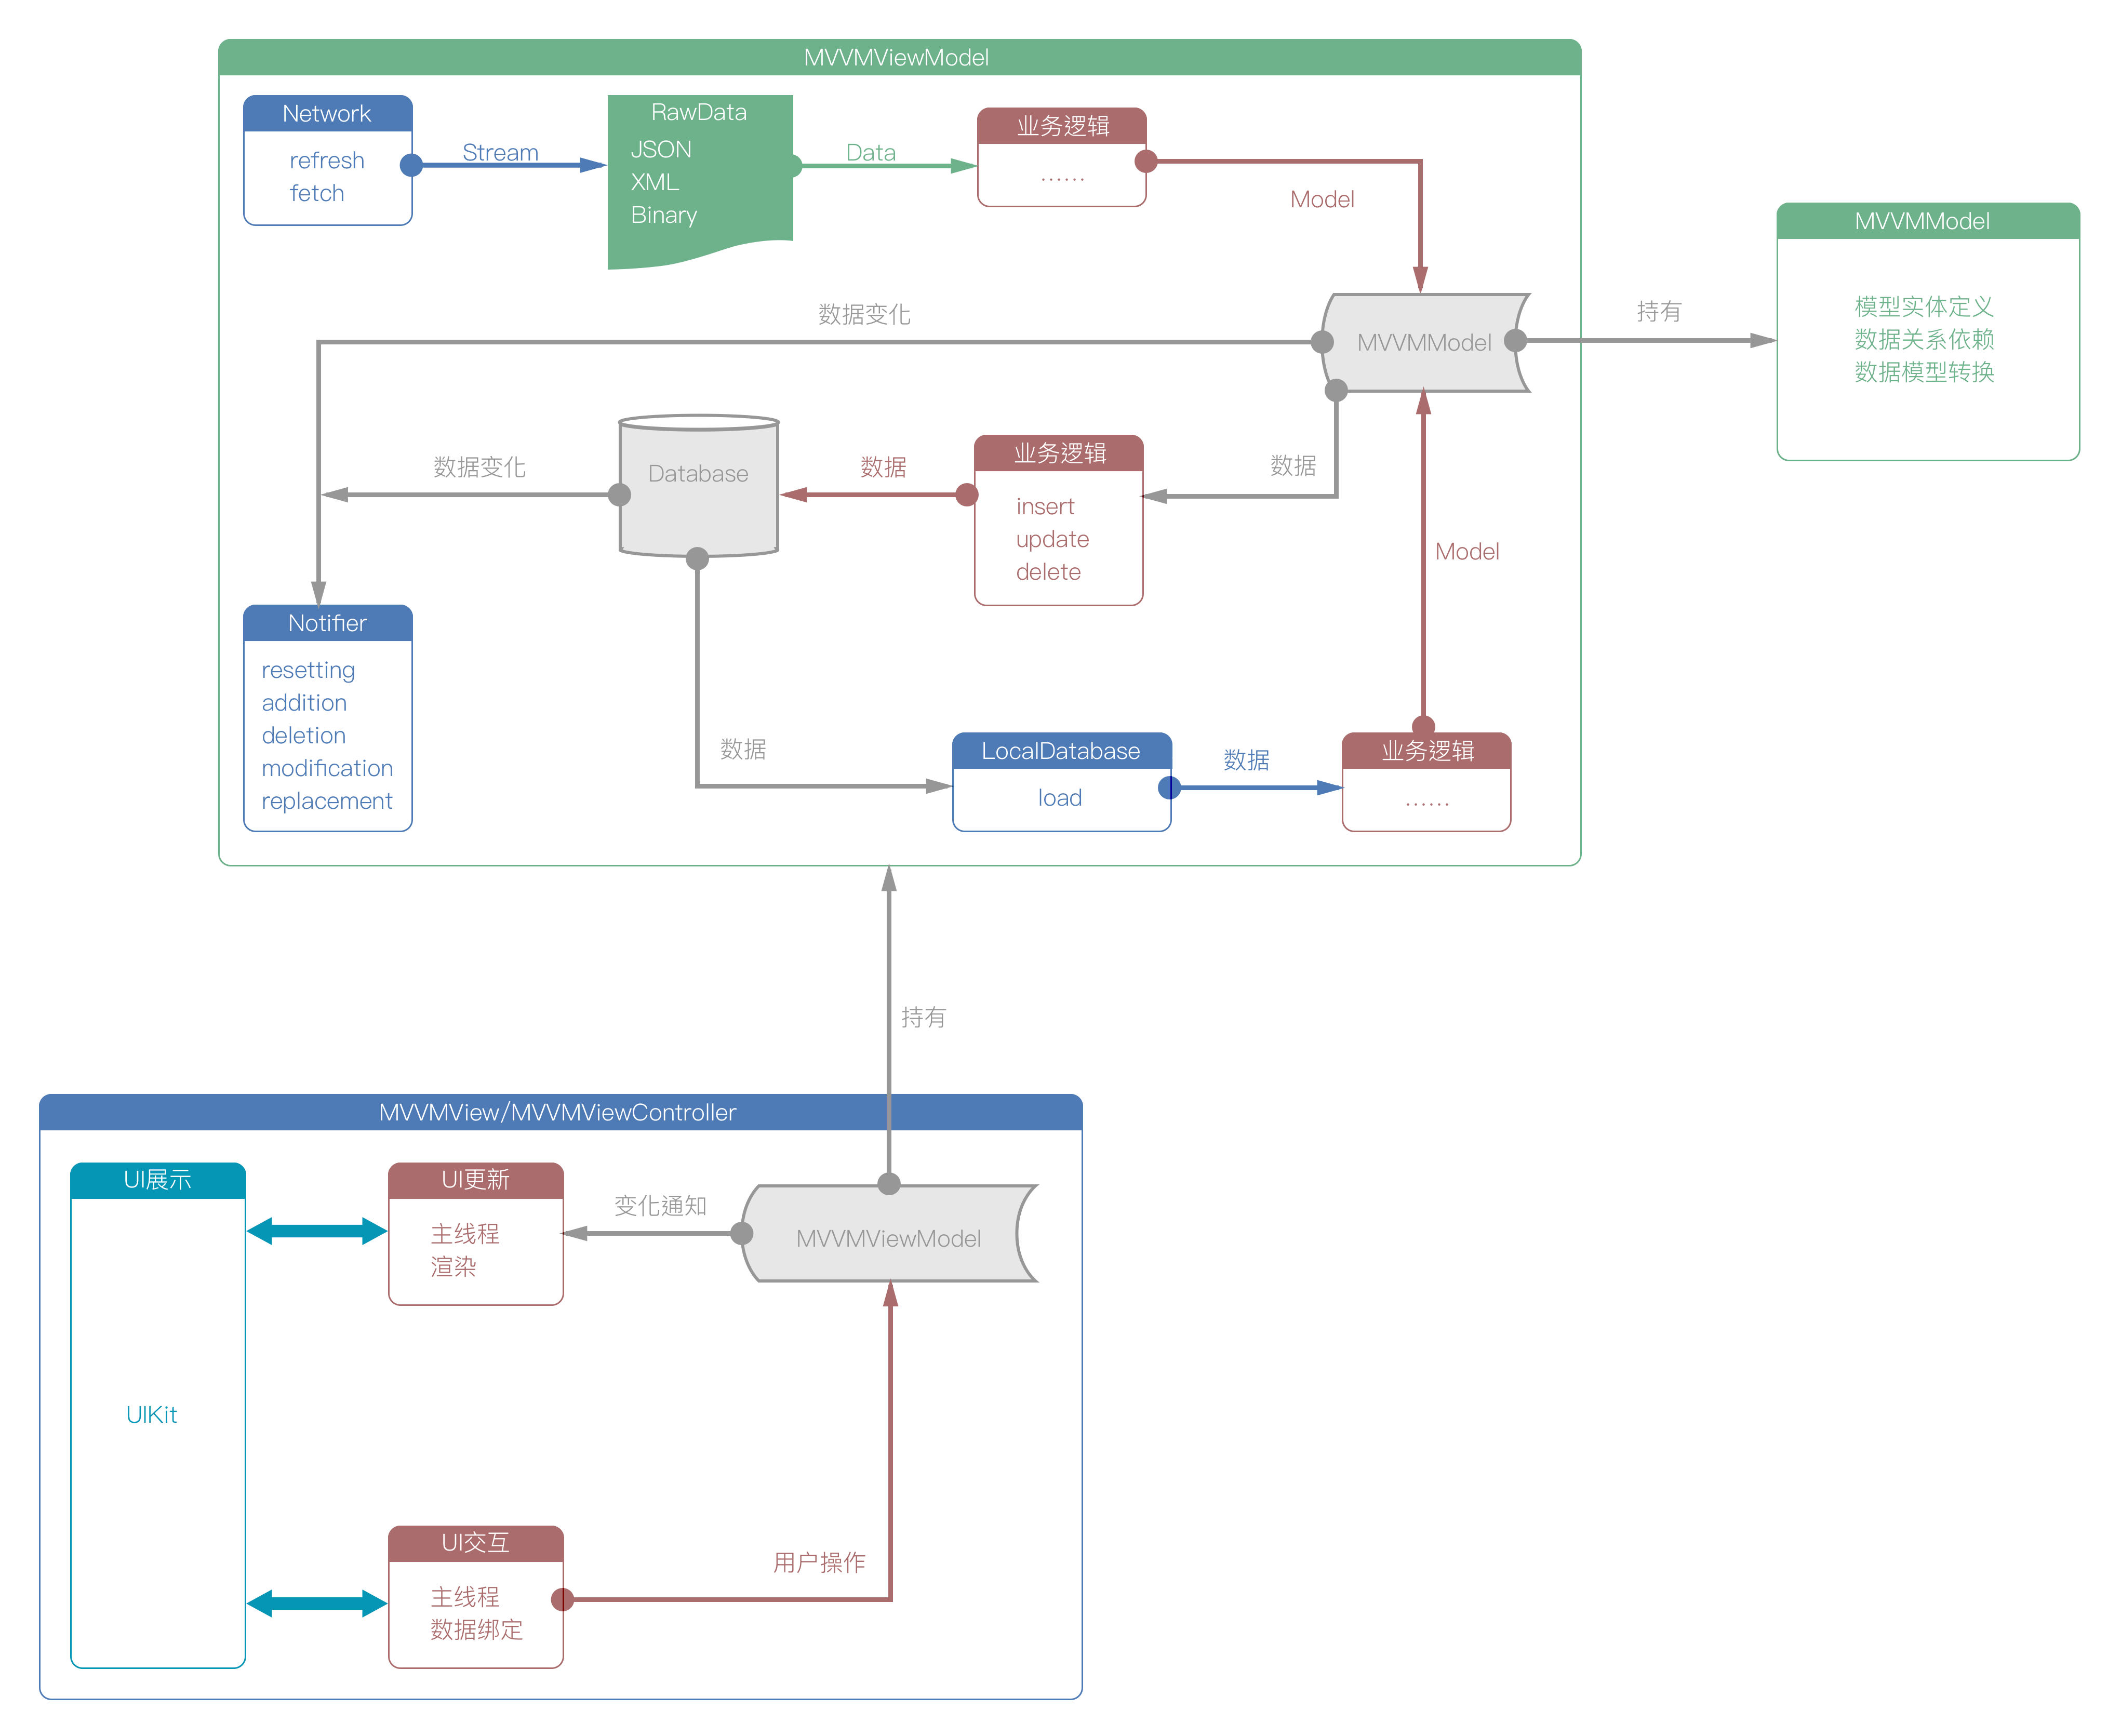 MVVMViewModel
Network
refresh
fetch
Stream
RawData
JSON
XML
Binary
Data
业务逻辑
......
Model
MVVMModel
模型实体定义
数据关系依赖
数据模型转换
持有
MVVMModel
数据变化
数据变化
Database
数据
业务逻辑
insert
update
delete
数据
Model
Notifier
resetting
addition
deletion
modification
replacement
数据
LocalDatabase
load
数据
业务逻辑
......
持有
MVVMView/MVVMViewController
UI展示
UIKit
UI更新
主线程
渲染
变化通知
MVVMViewModel
UI交互
主线程
数据绑定
用户操作